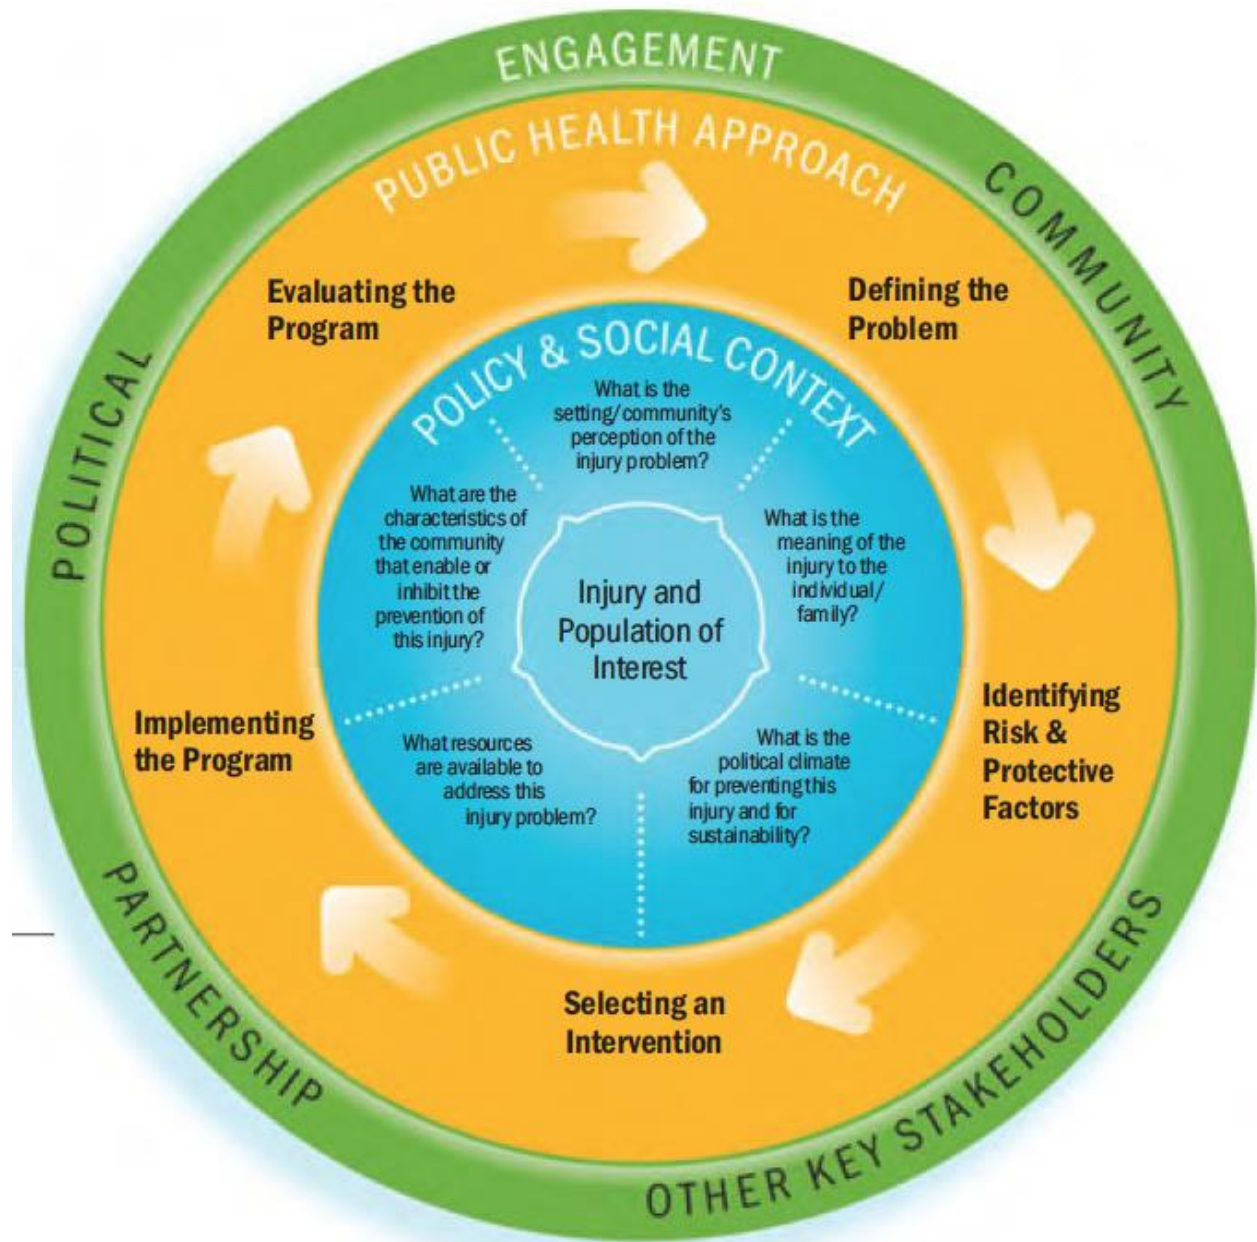 ENGAGEMENT
COMMUNITY
OTHER KEY STAKEHOLDERS
PARTNERSHIP
POLITICAL
PUBLIC HEALTH APPROACH
Defining the
Problem
Identifying
Risk &
Protective
Factors
Selecting an
Intervention
Implementing
the Program
Evaluating the
Program
POLICY & SOCIAL CONTEXT
What is the
setting/community's
perception of the
injury problem?
What is the
meaning of the
injury to the
individual/
family?
What is the
political climate
for preventing this
injury and for
sustainability?
What resources
are available to
address this
injury problem?
What are the
characteristics of
the community
that enable or
inhibit the
prevention of
this injury?
Injury and
Population of
Interest